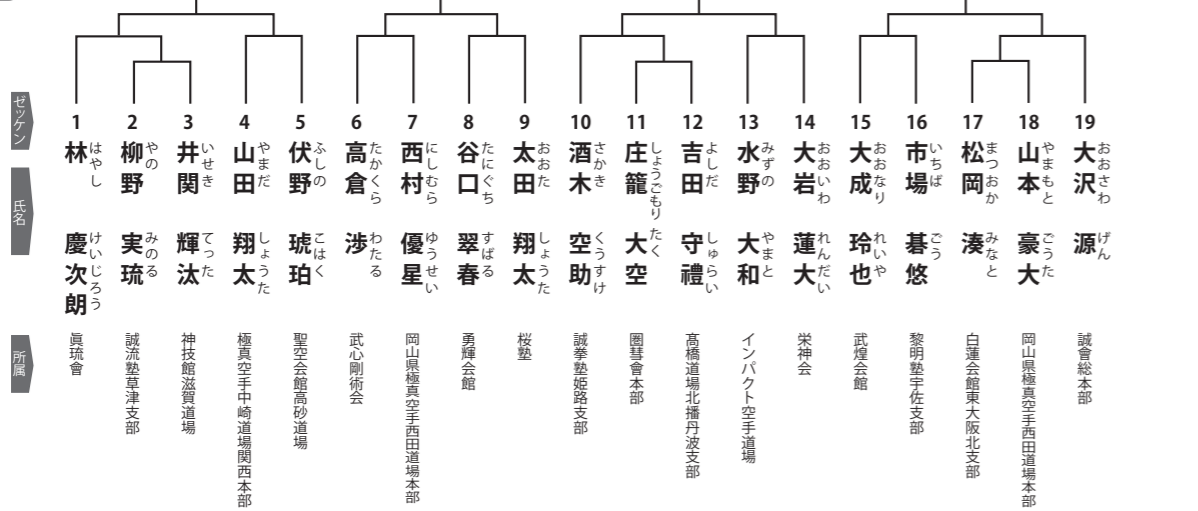 ゼッケン
氏名
所属
1
林 慶次朗
はやし けいじろう
眞琉會
2
柳野 実琉
やの みのる
誠流塾草津支部
3
井関 輝汰
いせき てった
神技館滋賀道場
4
山田 翔太
やまだ しょうた
極真空手中崎道場関西本部
5
伏野 琥珀
ふしの こはく
聖空会館高砂道場
6
高倉 渉
たかくら わたる
武心剛術会
7
西村 優星
にしむら ゆうせい
岡山県極真空手西田道場本部
8
谷口 翠春
たにぐち すばる
勇輝会館
9
太田 翔太
おおた しょうた
桜塾
10
酒木 空助
さかき くうすけ
誠拳塾姫路支部
11
庄籠 大空
しょうごもり たく
圏彗會本部
12
吉田 守禮
よしだ しゅらい
髙橋道場北播丹波支部
13
水野 大和
みずの やまと
インパクト空手道場
14
大岩 蓮大
おおいわ れんだい
栄神会
15
大成 玲也
おおなり れいや
武煌会館
16
市場 碁悠
いちば ごう
黎明塾宇佐支部
17
松岡 湊
まつおか みなと
白蓮会館東大阪北支部
18
山本 豪大
やまもと ごうた
岡山県極真空手西田道場本部
19
大沢 源
おおさわ げん
誠會総本部